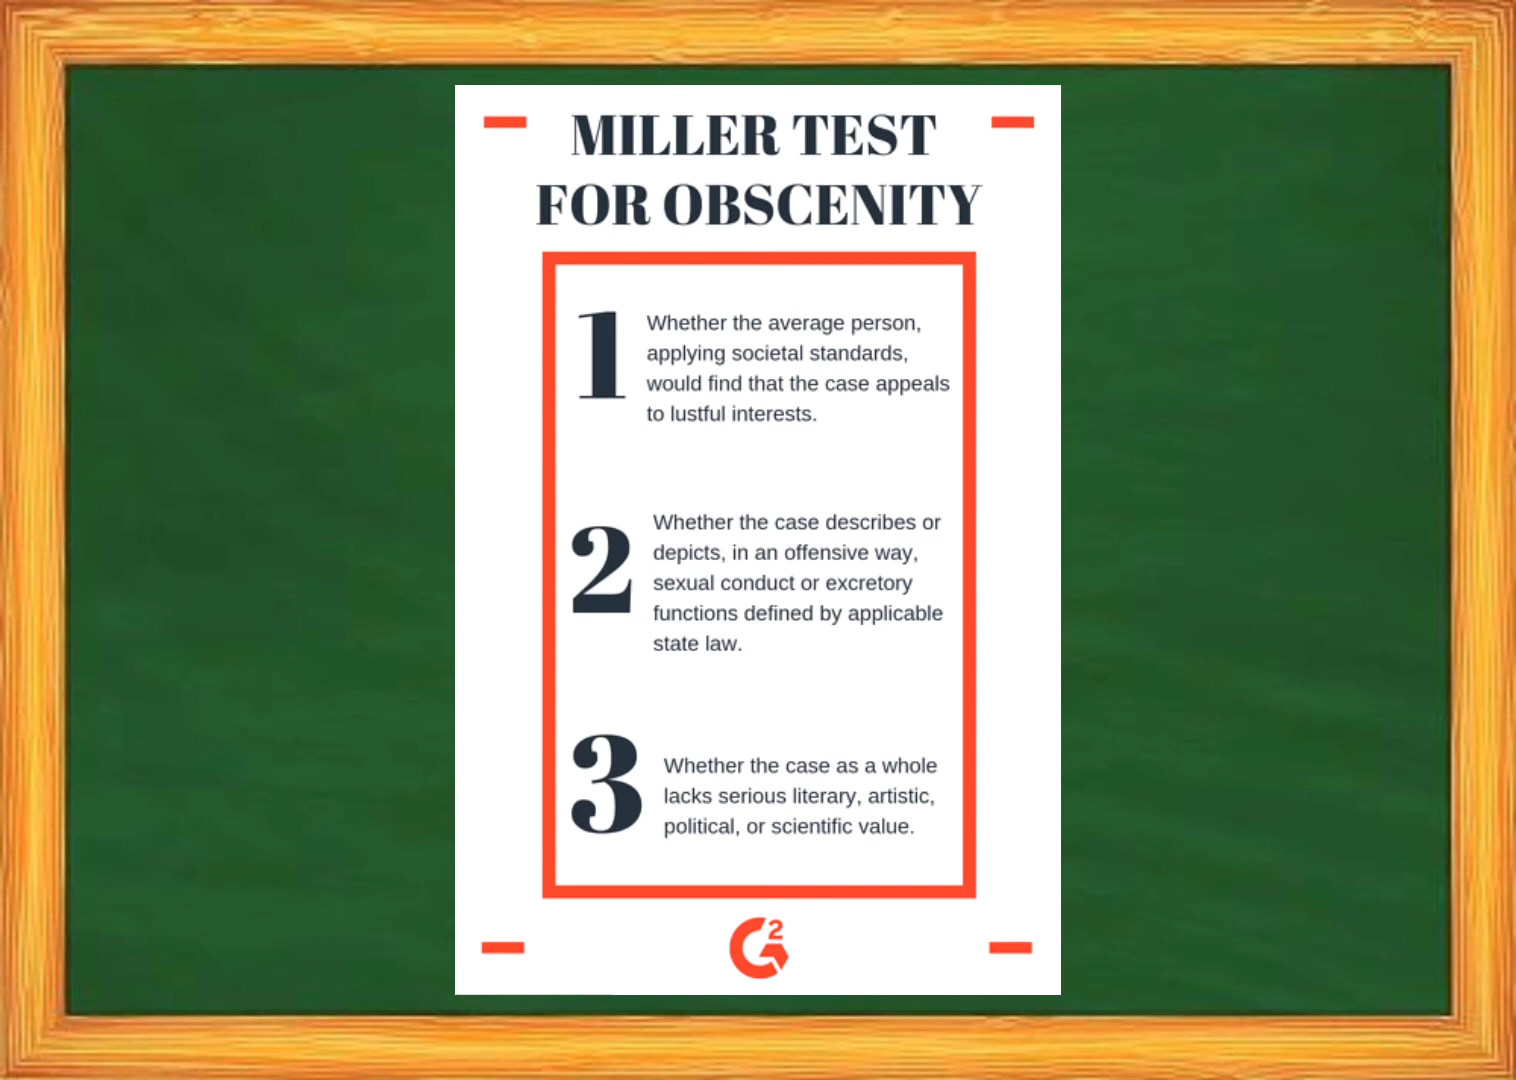 MILLER TEST
FOR OBSCENITY
1
Whether the average person,
applying societal standards,
would find that the case appeals
to lustful interests.
2
Whether the case describes or
depicts, in an offensive way,
sexual conduct or excretory
functions defined by applicable
state law.
3
Whether the case as a whole
lacks serious literary, artistic,
political, or scientific value.
G2